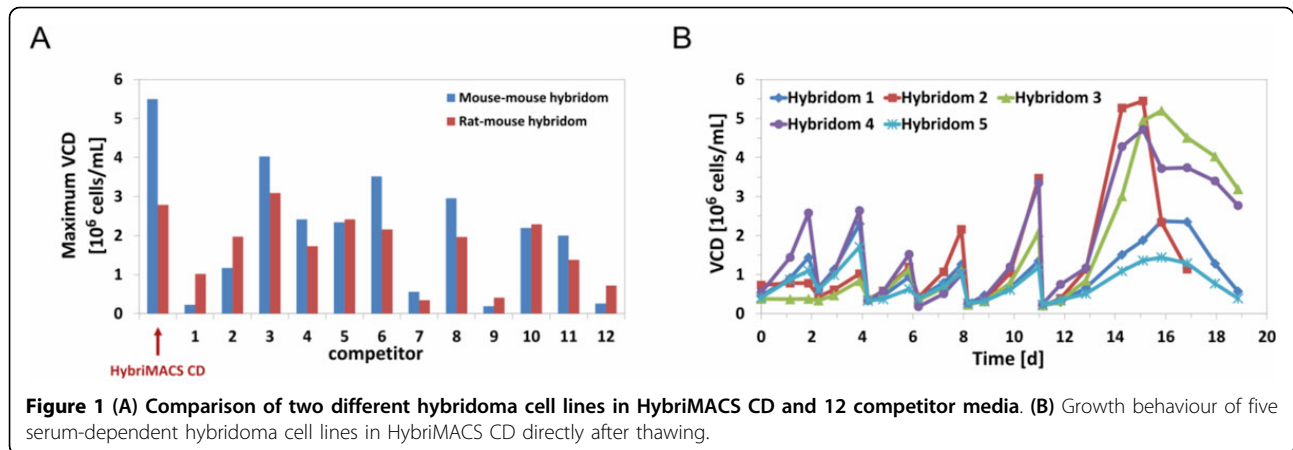 A
Maximum VCD
[10⁶ cells/mL]
6
5
4
3
2
1
0
Mouse-mouse hybridom
Rat-mouse hybridom
1 2 3 4 5 6 7 8 9 10 11 12
competitor
HybriMACS CD
B
VCD [10⁶ cells/mL]
6
5
4
3
2
1
0
Hybridom 1 Hybridom 2 Hybridom 3
Hybridom 4 Hybridom 5
0 2 4 6 8 10 12 14 16 18 20
Time [d]
Figure 1 (A) Comparison of two different hybridoma cell lines in HybriMACS CD and 12 competitor media. (B) Growth behaviour of five
serum-dependent hybridoma cell lines in HybriMACS CD directly after thawing.